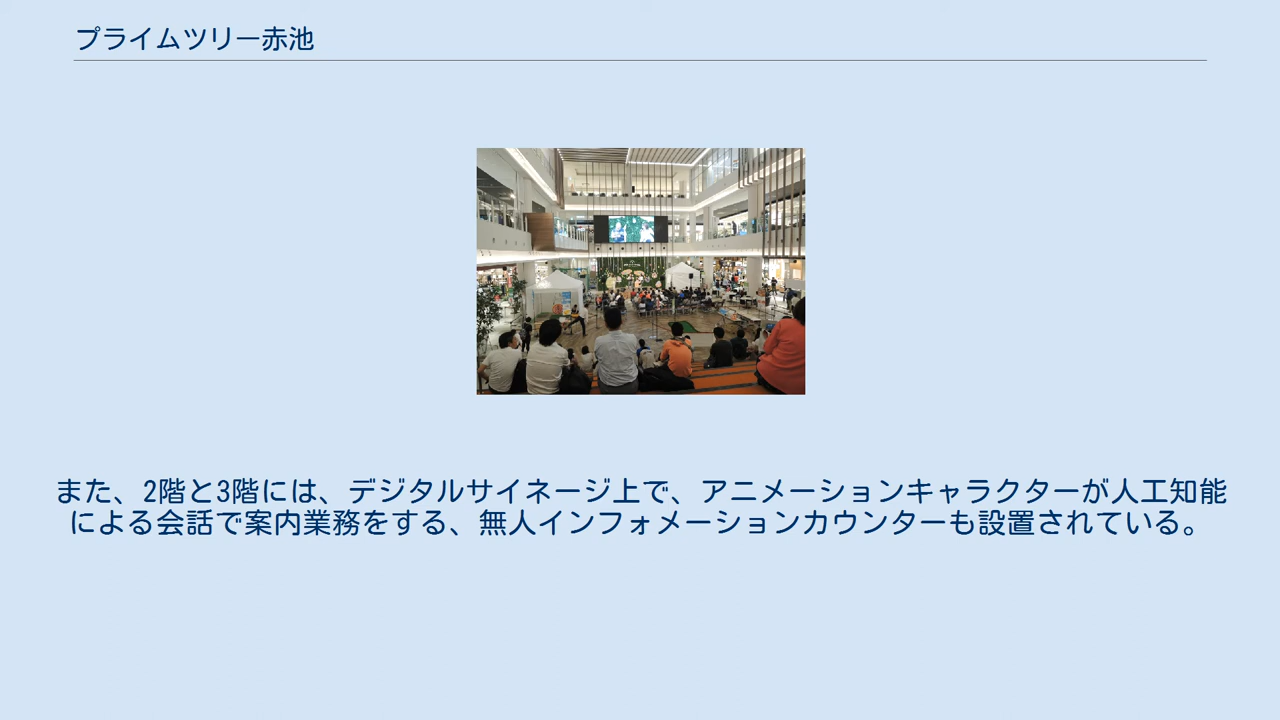 プライムツリー赤池
また、2階と3階には、デジタルサイネージ上で、アニメーションキャラクターが人工知能
による会話で案内業務をする、無人インフォメーションカウンターも設置されている。